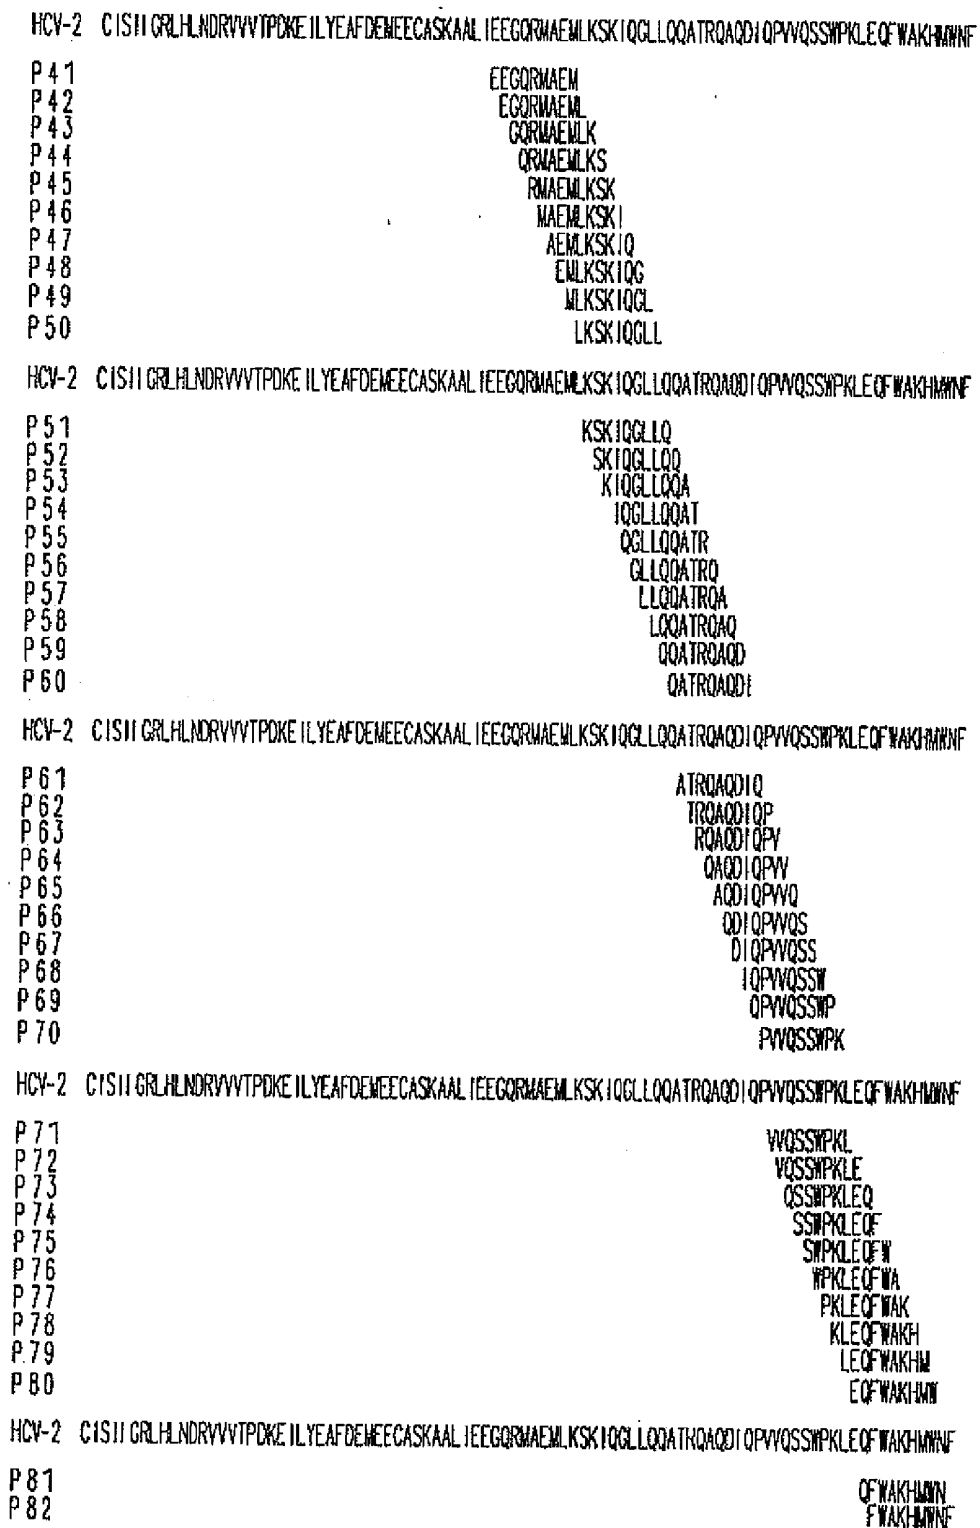 HCV-2 CISIIGRLHLNDRVVVTPDKEILYEAFDEMEECASKAALIEEGQRMAEMLKSKIQGLLQQATRQAQDIQPVVQSSWPKLEQFWAKHMWNF
P41 EEGQRMAEM
P42 EGQRMAEML
P43 GQRMAEMLK
P44 QRMAEMLKS
P45 RMAEMLKSK
P46 MAEMLKSKI
P47 AEMLKSKIQ
P48 EMLKSKIQG
P49 MLKSKIQGL
P50 LKSKIQGLL
HCV-2 CISIIGRLHLNDRVVVTPDKEILYEAFDEMEECASKAALIEEGQRMAEMLKSKIQGLLQQATRQAQDIQPVVQSSWPKLEQFWAKHMWNF
P51 KSKIQGLLQ
P52 SKIQGLLQQ
P53 KIQGLLQQA
P54 IQGLLQQAT
P55 QGLLQQATR
P56 GLLQQATRQ
P57 LLQQATRQA
P58 LQQATRQAQ
P59 QQATRQAQD
P60 QATRQAQDI
HCV-2 CISIIGRLHLNDRVVVTPDKEILYEAFDEMEECASKAALIEEGQRMAEMLKSKIQGLLQQATRQAQDIQPVVQSSWPKLEQFWAKHMWNF
P61 ATRQAQDIQ
P62 TRQAQDIQP
P63 RQAQDIQPV
P64 QAQDIQPVV
P65 AQDIQPVVQ
P66 QDIQPVVQS
P67 DIQPVVQSS
P68 IQPVVQSSW
P69 QPVVQSSWP
P70 PVVQSSWPK
HCV-2 CISIIGRLHLNDRVVVTPDKEILYEAFDEMEECASKAALIEEGQRMAEMLKSKIQGLLQQATRQAQDIQPVVQSSWPKLEQFWAKHMWNF
P71 VVQSSWPKL
P72 VQSSWPKLE
P73 QSSWPKLEQ
P74 SSWPKLEQF
P75 SWPKLEQFW
P76 WPKLEQFWA
P77 PKLEQFWAK
P78 KLEQFWAKH
P79 LEQFWAKHM
P80 EQFWAKHMW
HCV-2 CISIIGRLHLNDRVVVTPDKEILYEAFDEMEECASKAALIEEGQRMAEMLKSKIQGLLQQATRQAQDIQPVVQSSWPKLEQFWAKHMWNF
P81 QFWAKHMWN
P82 FWAKHMWNF